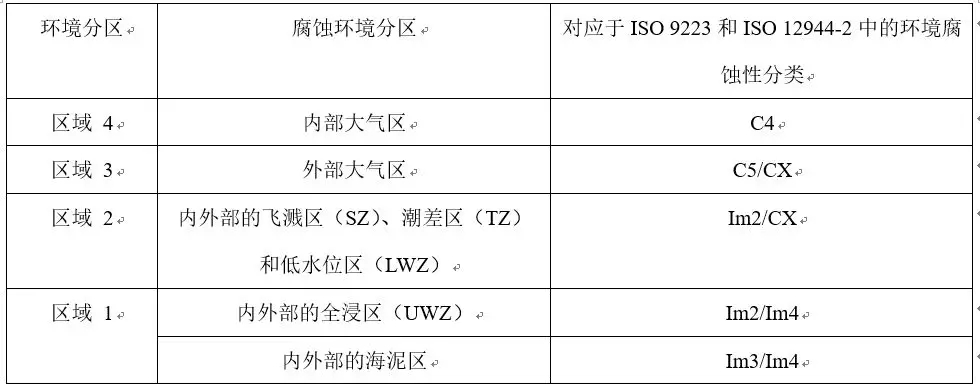 环境分区
腐蚀环境分区
对应于 ISO 9223 和 ISO 12944-2 中的环境腐
蚀性分类
区域 4
内部大气区
C4
区域 3
外部大气区
C5/CX
区域 2
内外部的飞溅区（SZ）、潮差区（TZ）
和低水位区（LWZ）
Im2/CX
区域 1
内外部的全浸区（UWZ）
Im2/Im4
内外部的海泥区
Im3/Im4